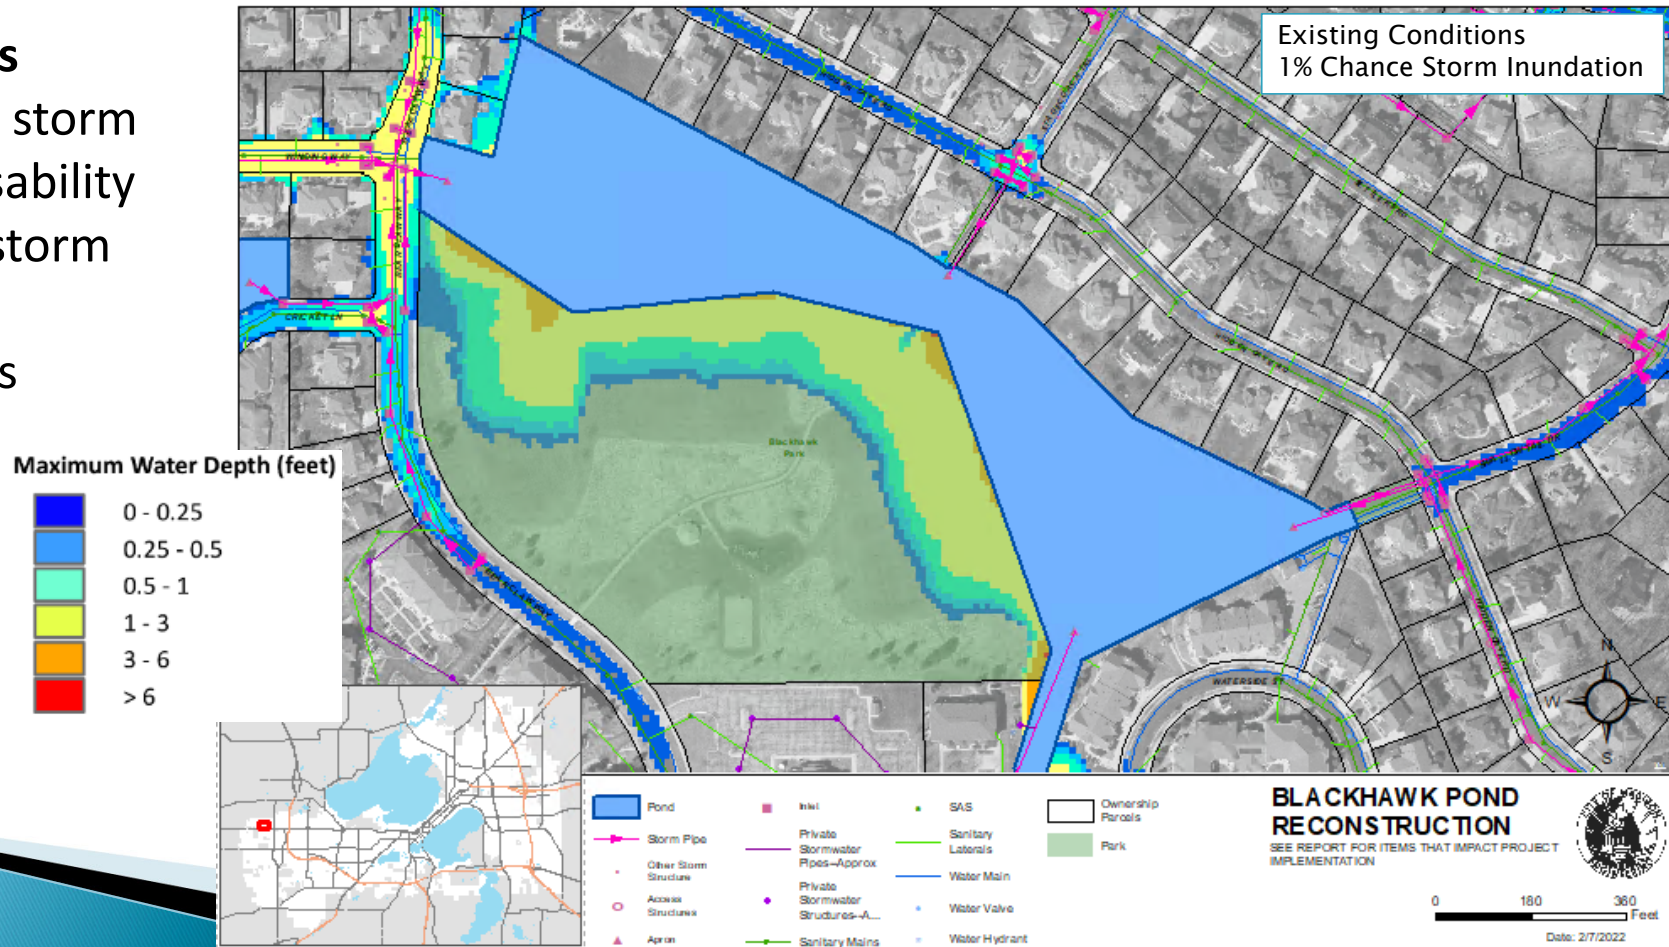 s
storm
sability
storm
s
Existing Conditions
1% Chance Storm Inundation
WINDING WAY
CRICKET LN
Blackhawk
Park
WATERSIDE ST
Maximum Water Depth (feet)
0 - 0.25
0.25 - 0.5
0.5 - 1
1 - 3
3 - 6
> 6
N
W
E
S
Pond
Storm Pipe
Other Storm
Structure
Access
Structures
Apron
Inlet
Private
Stormwater
Pipes--Approx
Private
Stormwater
Structures--A...
Sanitary Mains
SAS
Sanitary
Laterals
Water Main
Water Valve
Water Hydrant
Ownership
Parcels
Park
BLACKHAWK POND
RECONSTRUCTION
SEE REPORT FOR ITEMS THAT IMPACT PROJECT
IMPLEMENTATION
0 180 360
Feet
Date: 2/7/2022